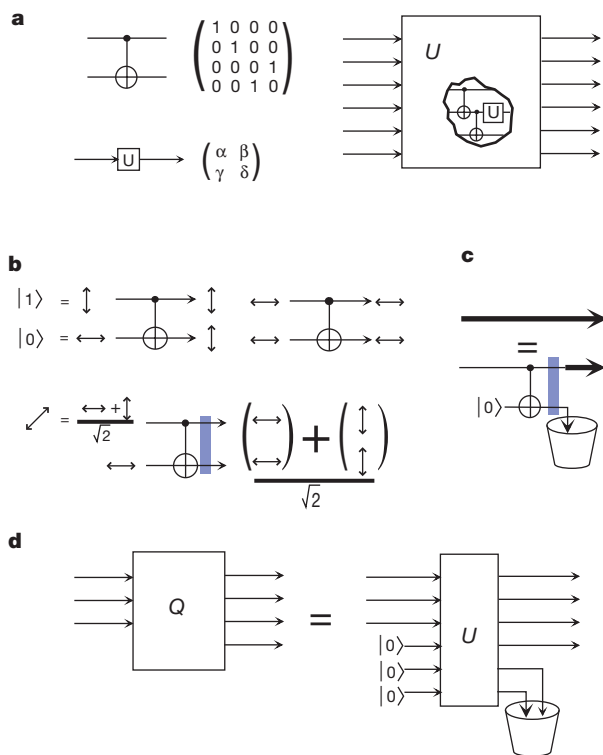 a
1 0 0 0
0 1 0 0
0 0 0 1
0 0 1 0
U
α β
γ δ
U
U
b
|1⟩ = ↕ ↕ ↔ ↔
|0⟩ = ↔ ↕ ↔ ↔
⤢ = ↔ + ↕
√2
↔
(↔ ↔) + (↕ ↕)
√2
c
=
|0⟩
d
Q
=
U
|0⟩
|0⟩
|0⟩